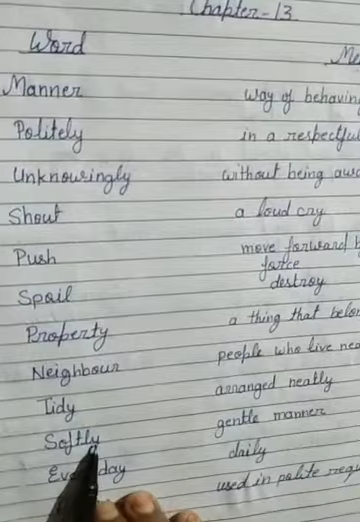 Chapter-13
Word
Manner way of behaving
Politely in a respectful
Unknowingly without being
Shout a loud cry
Push move forward
force
Spoil destroy
Property a thing that
Neighbour people who live
Tidy arranged neatly
Softly gentle manner
daily
used in polite